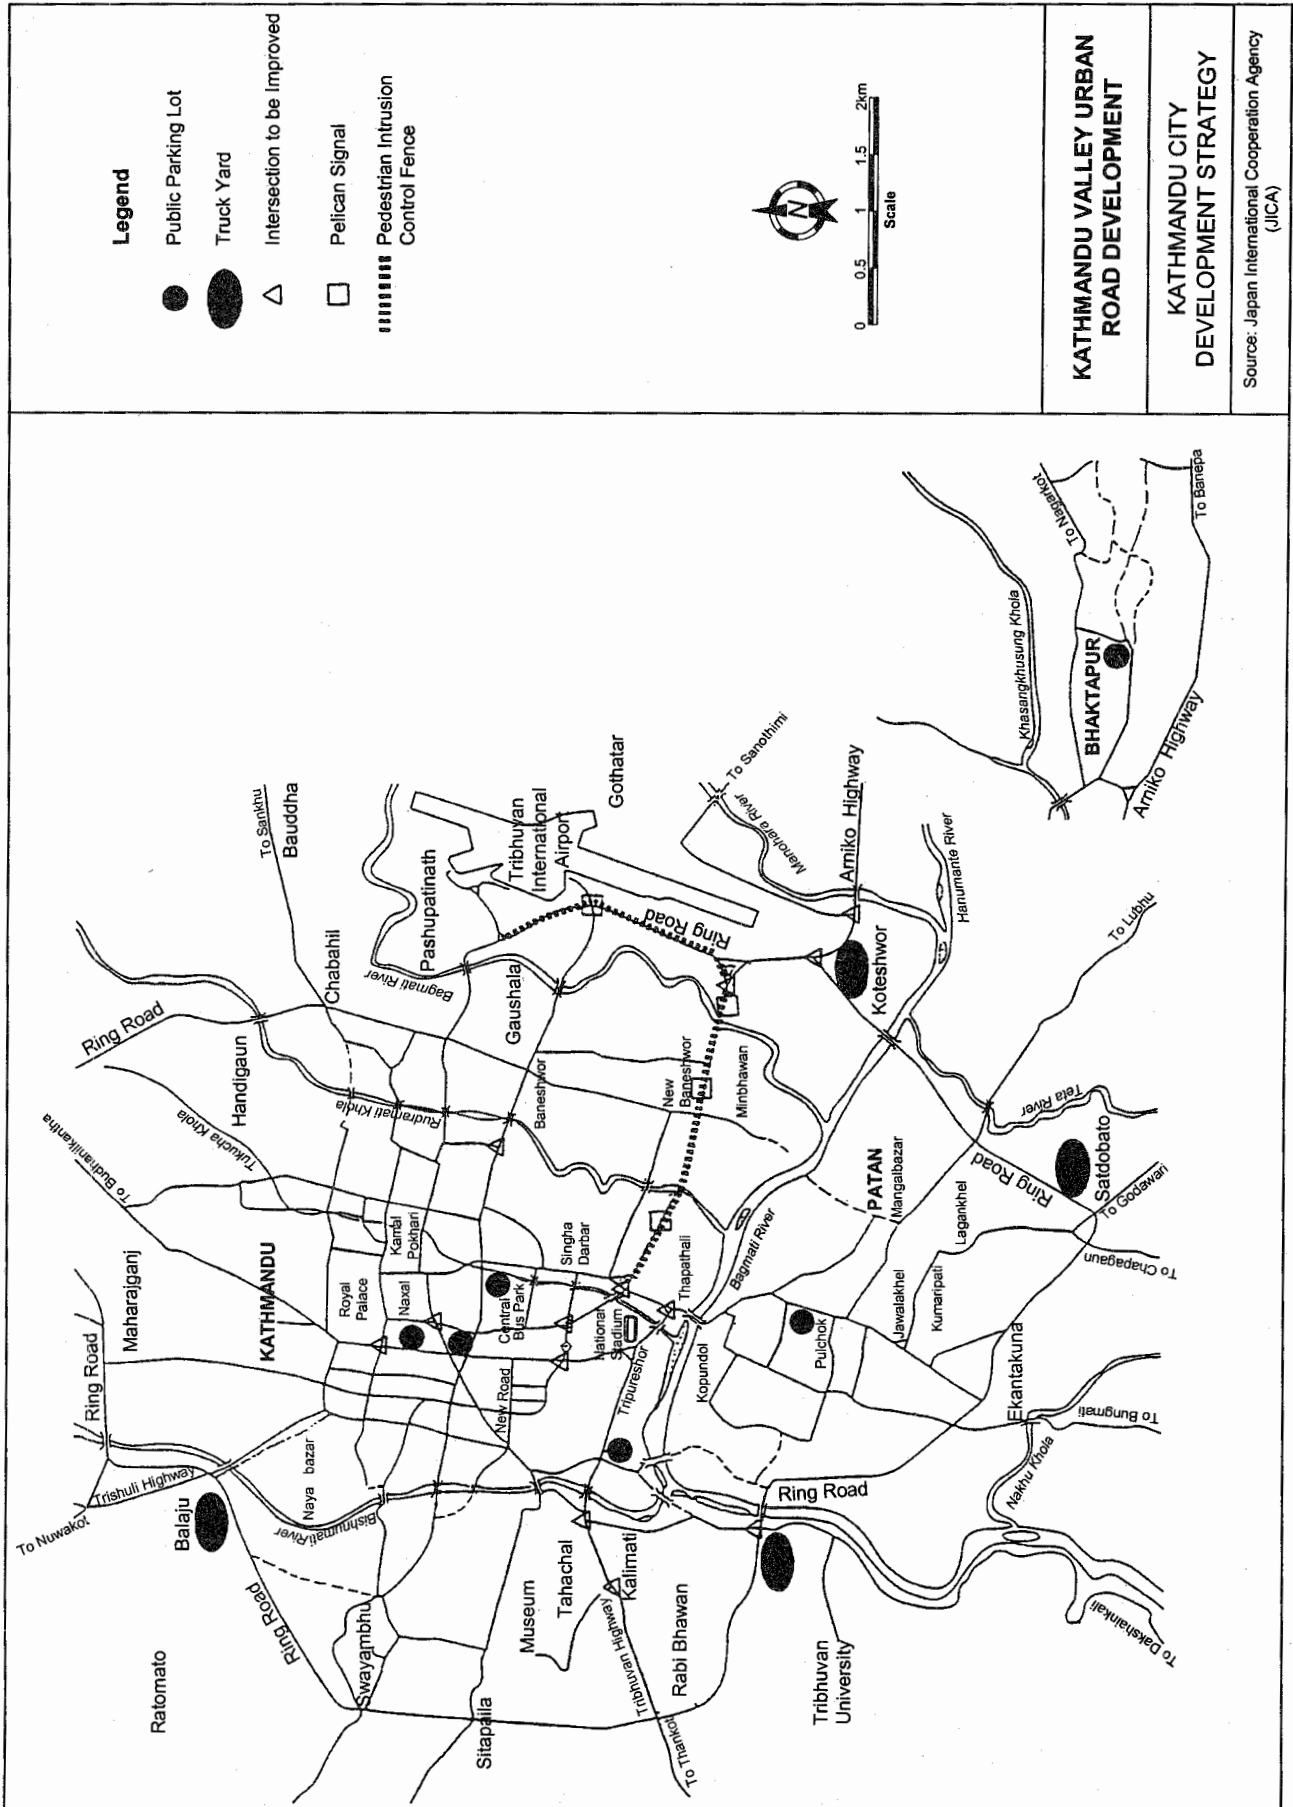 Legend
Public Parking Lot
Truck Yard
Intersection to be Improved
Pelican Signal
Pedestrian Intrusion
Control Fence
N
0
0.5
1
1.5
2km
Scale
KATHMANDU VALLEY URBAN
ROAD DEVELOPMENT
KATHMANDU CITY
DEVELOPMENT STRATEGY
Source: Japan International Cooperation Agency
(JICA)
Ratomato
To Nuwakot
Balaju
Trishuli Highway
Ring Road
Maharajganj
To Budhanilkantha
Tukucha Khola
Ring Road
Handigaun
Chabahil
To Sankhu
Bauddha
Ring Road
Bishnumati River
Naya bazar
KATHMANDU
Royal
Palace
Naxal
Kamal
Pokhari
Rudramati Khola
Bagmati River
Pashupatinath
Gaushala
Tribhuvan
International
Airport
Gothatar
Swayambhu
Sitapaila
Museum
Tahachal
Kalimati
Tribhuvan Highway
To Thankot
Rabi Bhawan
New Road
Central
Bus Park
Singha
Darbar
National
Stadium
Tripureshor
Thapathali
Baneshwor
New
Baneshwor
Minbhawan
Ring Road
To Sanothimi
Manohara River
Arniko Highway
Koteshwor
Hanumante River
Kopundol
Bagmati River
PATAN
Mangalbazar
Pulchok
Jawalakhel
Kumaripati
Lagankhel
Ring Road
Tribhuvan
University
Ring Road
Ekantakuna
Nakhu Khola
To Dakshainkali
To Bungmati
To Chapagaun
To Godawari
Satdobato
Teta River
To Lubhu
Khasangkhusung Khola
BHAKTAPUR
To Nagarkot
To Banepa
Arniko Highway